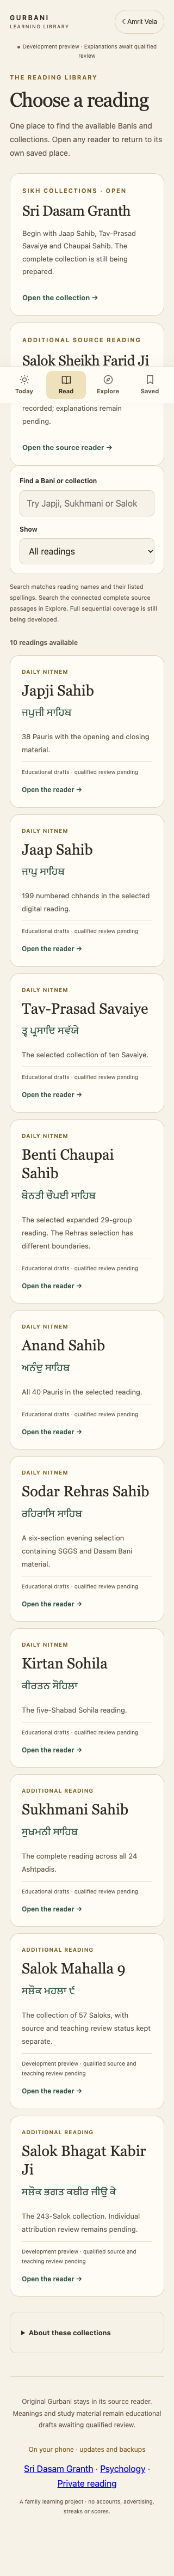 GURBANI
LEARNING LIBRARY
☾ Amrit Vela
● Development preview · Explanations await qualified
review
THE READING LIBRARY
Choose a reading
One place to find the available Banis and
collections. Open any reader to return to its
own saved place.
SIKH COLLECTIONS · OPEN
Sri Dasam Granth
Begin with Jaap Sahib, Tav-Prasad
Savaiye and Chaupai Sahib. The
complete collection is still being
prepared.
Open the collection →
ADDITIONAL SOURCE READING
Salok Sheikh Farid Ji
Today
Read
Explore
Saved
recorded; explanations remain
pending.
Open the source reader →
Find a Bani or collection
Try Japji, Sukhmani or Salok
Show
All readings
Search matches reading names and their listed
spellings. Search the connected complete source
passages in Explore. Full sequential coverage is still
being developed.
10 readings available
DAILY NITNEM
Japji Sahib
ਜਪੁਜੀ ਸਾਹਿਬ
38 Pauris with the opening and closing
material.
Educational drafts · qualified review pending
Open the reader →
DAILY NITNEM
Jaap Sahib
ਜਾਪੁ ਸਾਹਿਬ
199 numbered chhands in the selected
digital reading.
Educational drafts · qualified review pending
Open the reader →
DAILY NITNEM
Tav-Prasad Savaiye
ਤ੍ਵ ਪ੍ਰਸਾਦਿ ਸਵੱਯੇ
The selected collection of ten Savaiye.
Educational drafts · qualified review pending
Open the reader →
DAILY NITNEM
Benti Chaupai
Sahib
ਬੇਨਤੀ ਚੌਪਈ ਸਾਹਿਬ
The selected expanded 29-group
reading. The Rehras selection has
different boundaries.
Educational drafts · qualified review pending
Open the reader →
DAILY NITNEM
Anand Sahib
ਅਨੰਦੁ ਸਾਹਿਬ
All 40 Pauris in the selected reading.
Educational drafts · qualified review pending
Open the reader →
DAILY NITNEM
Sodar Rehras Sahib
ਰਹਿਰਾਸਿ ਸਾਹਿਬ
A six-section evening selection
containing SGGS and Dasam Bani
material.
Educational drafts · qualified review pending
Open the reader →
DAILY NITNEM
Kirtan Sohila
ਕੀਰਤਨ ਸੋਹਿਲਾ
The five-Shabad Sohila reading.
Educational drafts · qualified review pending
Open the reader →
ADDITIONAL READING
Sukhmani Sahib
ਸੁਖਮਨੀ ਸਾਹਿਬ
The complete reading across all 24
Ashtpadis.
Educational drafts · qualified review pending
Open the reader →
ADDITIONAL READING
Salok Mahalla 9
ਸਲੋਕ ਮਹਲਾ ੯
The collection of 57 Saloks, with
source and teaching review status kept
separate.
Development preview · qualified source and
teaching review pending
Open the reader →
ADDITIONAL READING
Salok Bhagat Kabir
Ji
ਸਲੋਕ ਭਗਤ ਕਬੀਰ ਜੀਉ ਕੇ
The 243-Salok collection. Individual
attribution review remains pending.
Development preview · qualified source and
teaching review pending
Open the reader →
▶ About these collections
Original Gurbani stays in its source reader.
Meanings and study material remain educational
drafts awaiting qualified review.
On your phone · updates and backups
Sri Dasam Granth · Psychology ·
Private reading
A family learning project · no accounts, advertising,
streaks or scores.